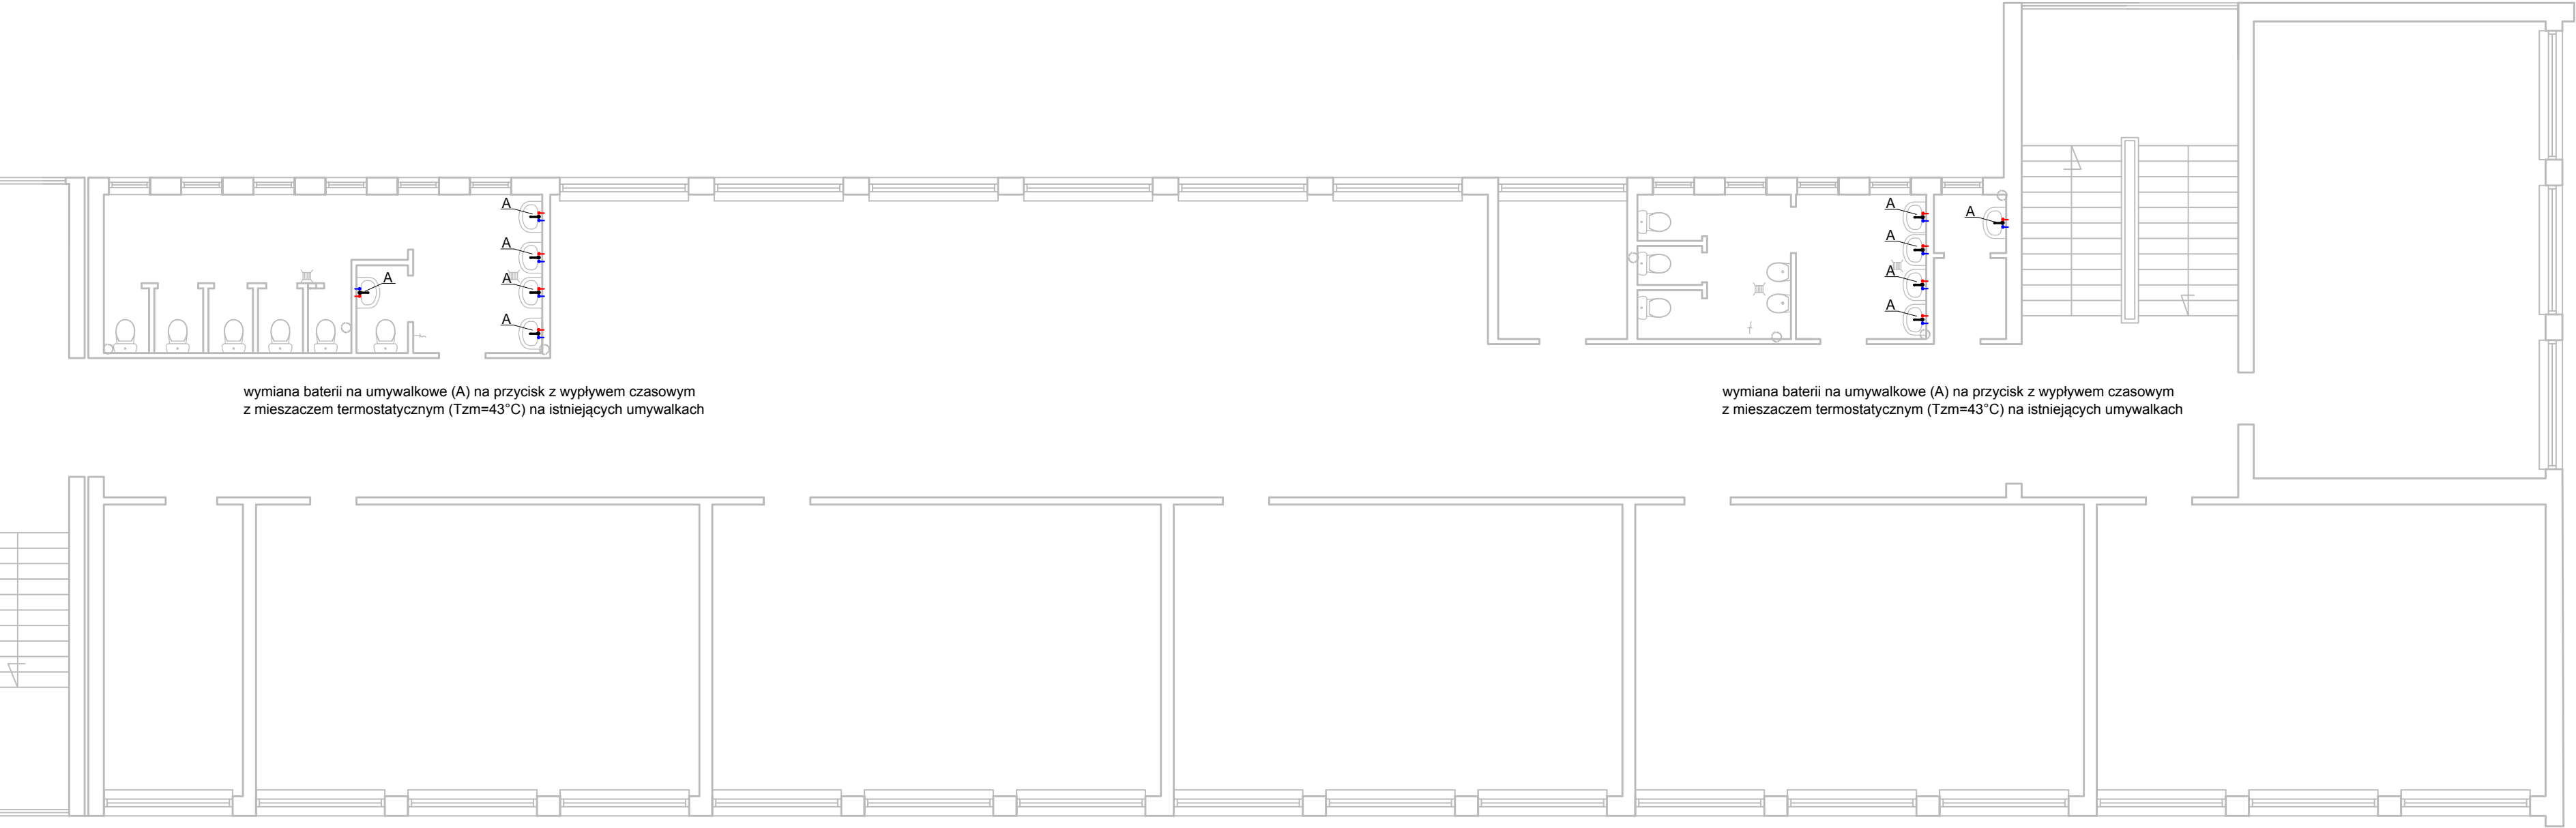 A
A
A
A
A
wymiana baterii na umywalkowe (A) na przycisk z wypływem czasowym
z mieszaczem termostatycznym (Tzm=43°C) na istniejących umywalkach
A
A
A
A
A
wymiana baterii na umywalkowe (A) na przycisk z wypływem czasowym
z mieszaczem termostatycznym (Tzm=43°C) na istniejących umywalkach